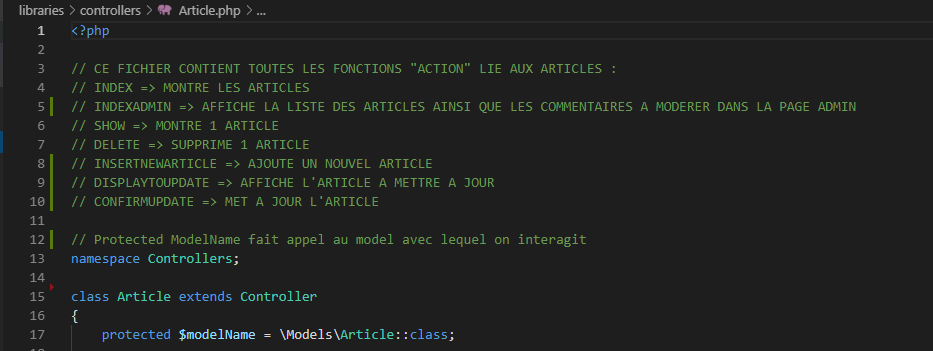 libraries > controllers > Article.php > ...
1 <?php
2
3 // CE FICHIER CONTIENT TOUTES LES FONCTIONS "ACTION" LIE AUX ARTICLES :
4 // INDEX => MONTRE LES ARTICLES
5 // INDEXADMIN => AFFICHE LA LISTE DES ARTICLES AINSI QUE LES COMMENTAIRES A MODERER DANS LA PAGE ADMIN
6 // SHOW => MONTRE 1 ARTICLE
7 // DELETE => SUPPRIME 1 ARTICLE
8 // INSERTNEWARTICLE => AJOUTE UN NOUVEL ARTICLE
9 // DISPLAYTOUPDATE => AFFICHE L'ARTICLE A METTRE A JOUR
10 // CONFIRMUPDATE => MET A JOUR L'ARTICLE
11
12 // Protected ModelName fait appel au model avec lequel on interagit
13 namespace Controllers;
14
15 class Article extends Controller
16 {
17 protected $modelName = \Models\Article::class;